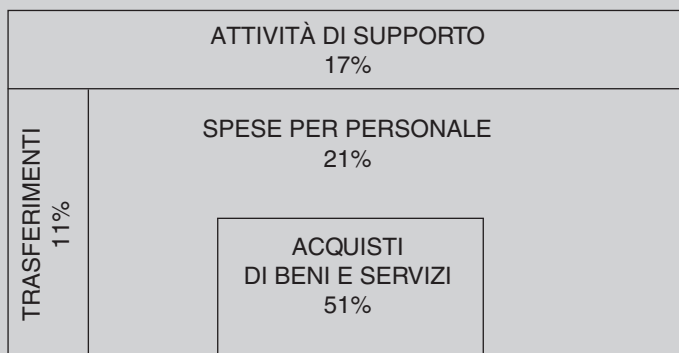 ATTIVITÀ DI SUPPORTO
17%
TRASFERIMENTI
11%
SPESE PER PERSONALE
21%
ACQUISTI
DI BENI E SERVIZI
51%